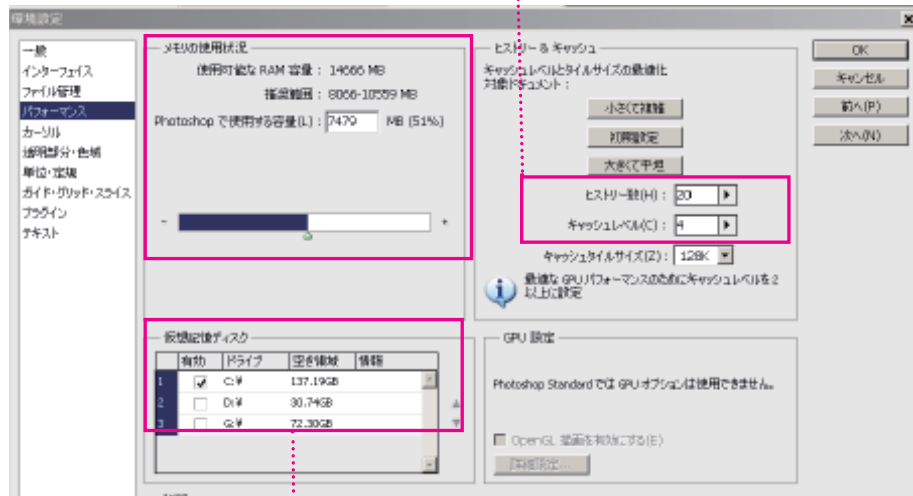 環境設定
一般
インターフェイス
ファイル管理
パフォーマンス
カーソル
透明部分・色域
単位・定規
ガイド・グリッド・スライス
プラグイン
テキスト
メモリの使用状況
使用可能な RAM 容量： 14666 MB
推奨範囲： 8066-10559 MB
Photoshop で使用する容量(L)： 7479 MB (51%)
- +
ヒストリー & キャッシュ
キャッシュレベルとタイルサイズの最適化
対象ドキュメント：
小さくて複雑
初期設定
大きくて平坦
ヒストリー数(H)： 20
キャッシュレベル(C)： 4
キャッシュタイルサイズ(Z)： 128K
最適な GPU パフォーマンスのためにキャッシュレベルを 2
以上に設定
OK
キャンセル
前へ(P)
次へ(N)
仮想記憶ディスク
有効 ドライブ 空き領域 情報
1 C:¥ 137.19GB
2 D:¥ 80.74GB
3 G:¥ 72.30GB
GPU 設定
Photoshop Standard では GPU オプションは使用できません。
OpenGL 描画を有効にする(E)
詳細設定...